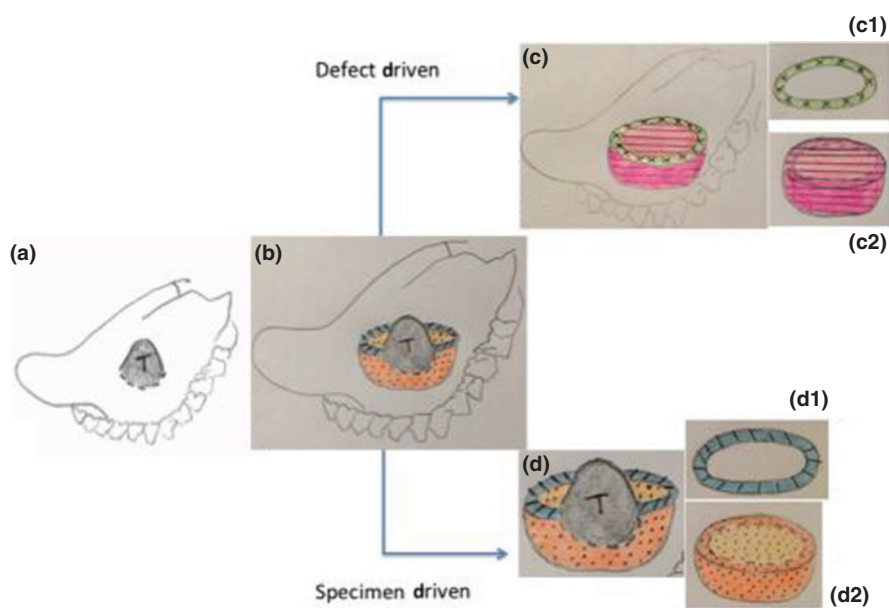 (c1)
(c)
Defect driven
(c2)
(a)
(b)
T
T
(d1)
(d)
T
Specimen driven
(d2)